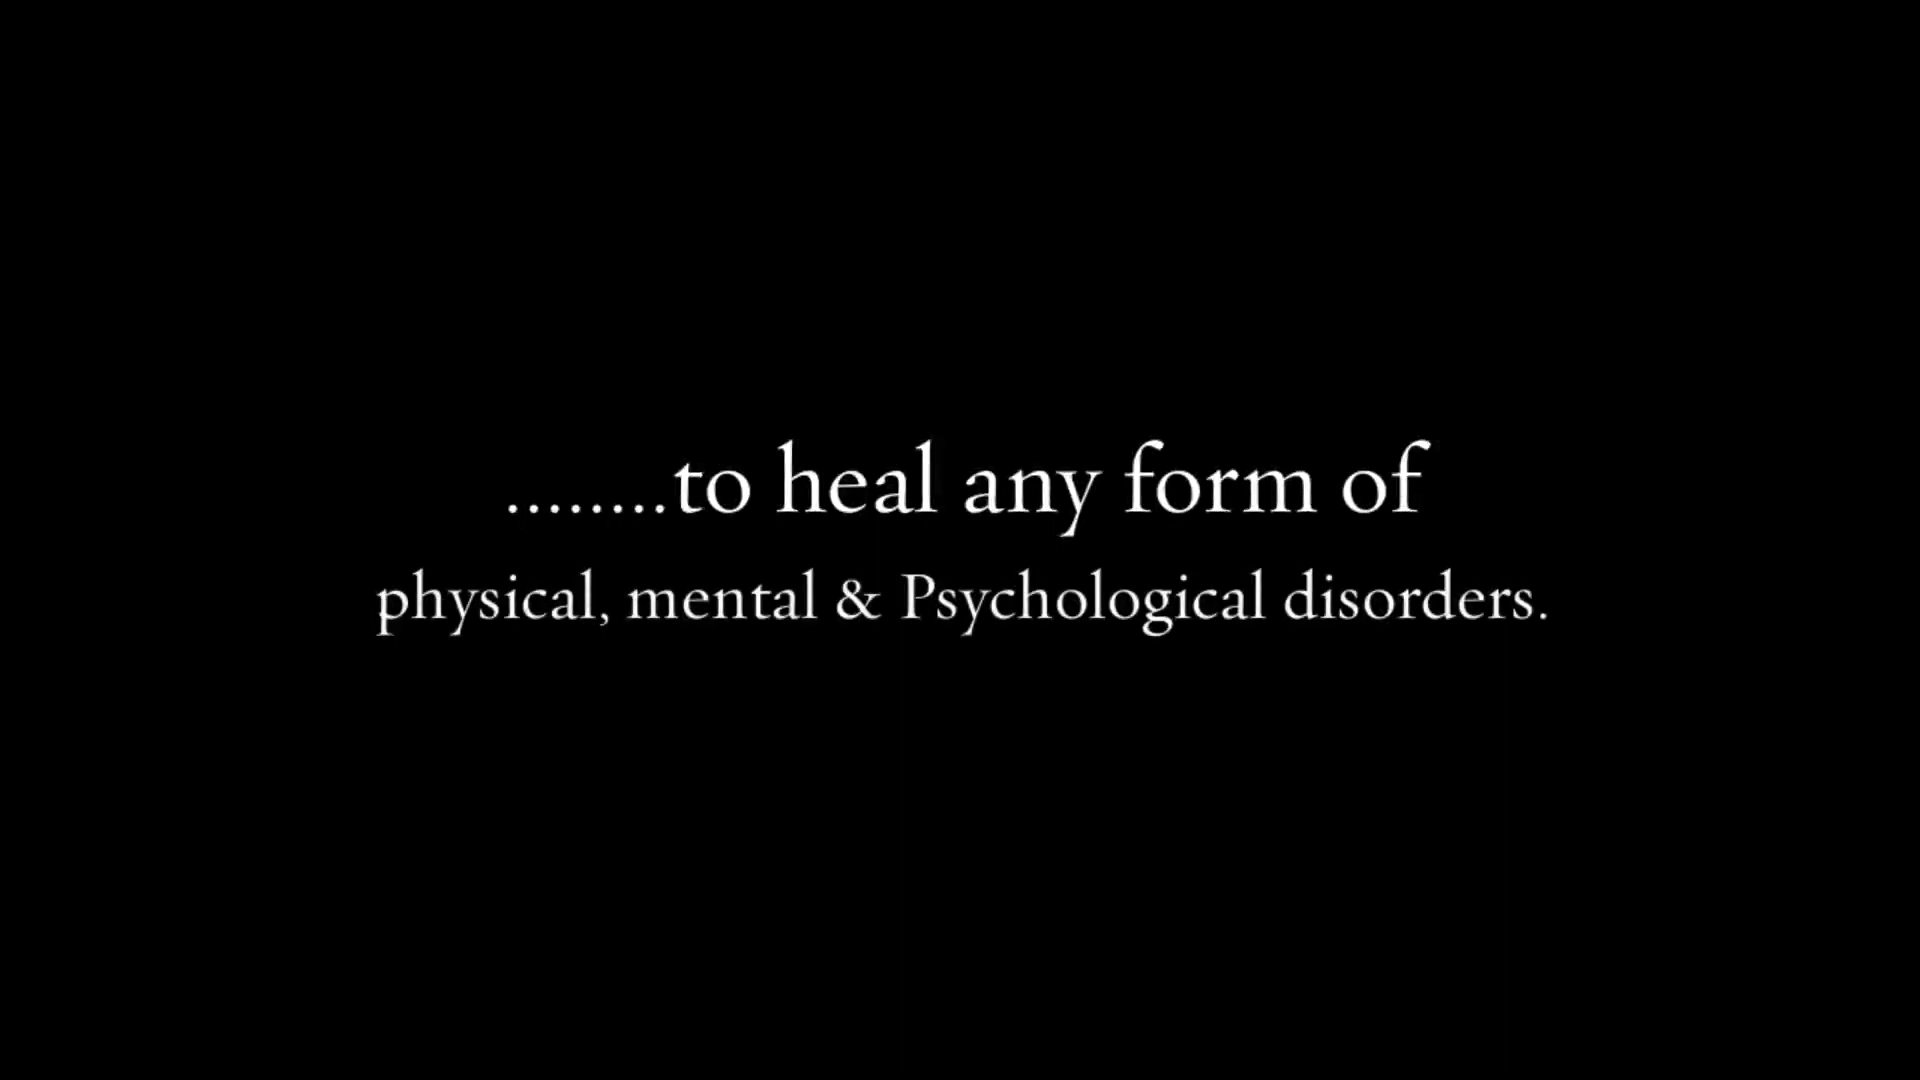 ........to heal any form of
physical, mental & Psychological disorders.